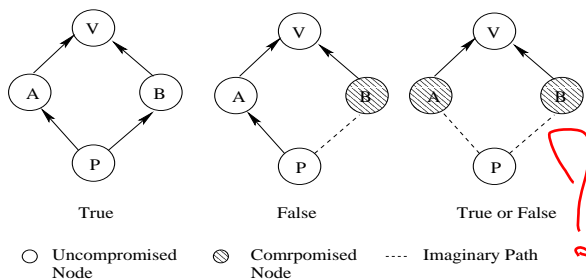 V V V
A B A B A B
P P P
True False True or False
Uncompromised Node Comrpomised Node Imaginary Path